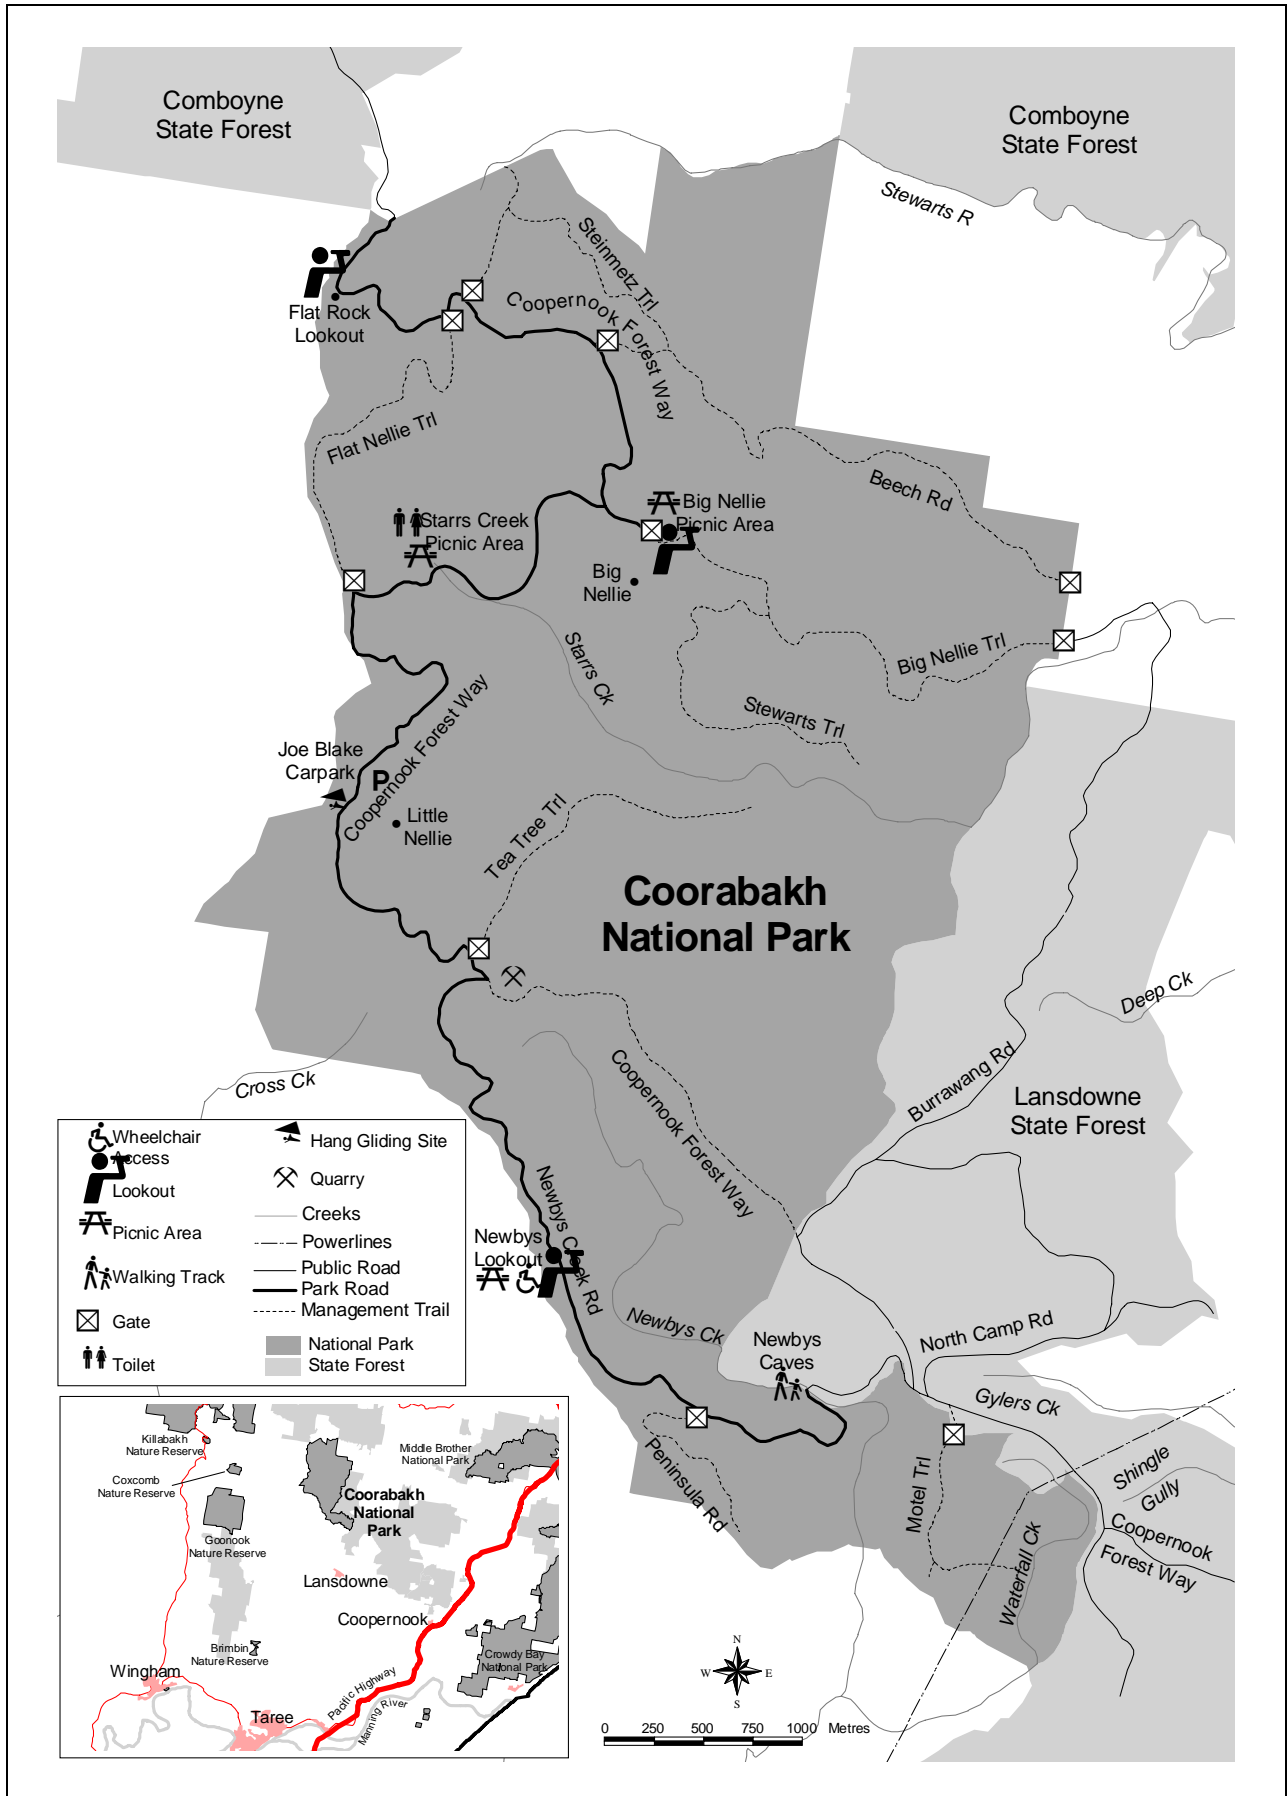 Comboyne
State Forest
Comboyne
State Forest
Stewarts R
Steinmetz Trl
Coopernook Forest Way
Flat Rock
Lookout
Flat Nellie Trl
Beech Rd
Big Nellie
Picnic Area
Starrs Creek
Picnic Area
Big
Nellie
Starrs Ck
Big Nellie Trl
Stewarts Trl
Coopernook Forest Way
Joe Blake
Carpark
P
Little
Nellie
Tea Tree Trl
Coorabakh
National Park
Deep Ck
Cross Ck
Burrawang Rd
Coopernook Forest Way
Lansdowne
State Forest
Newbys Creek Rd
Newbys
Lookout
Newbys Ck
Newbys
Caves
North Camp Rd
Gylers Ck
Peninsula Rd
Motel Trl
Shingle
Gully
Coopernook
Forest Way
Waterfall Ck
Wheelchair
Access
Lookout
Picnic Area
Walking Track
Gate
Toilet
Hang Gliding Site
Quarry
Creeks
Powerlines
Public Road
Park Road
Management Trail
National Park
State Forest
Killabakh
Nature Reserve
Coxcomb
Nature Reserve
Middle Brother
National Park
Coorabakh
National
Park
Goonook
Nature Reserve
Lansdowne
Coopernook
Brimbin
Nature Reserve
Crowdy Bay
National Park
Wingham
Taree
Pacific Highway
Manning River
N
W E
S
0 250 500 750 1000 Metres